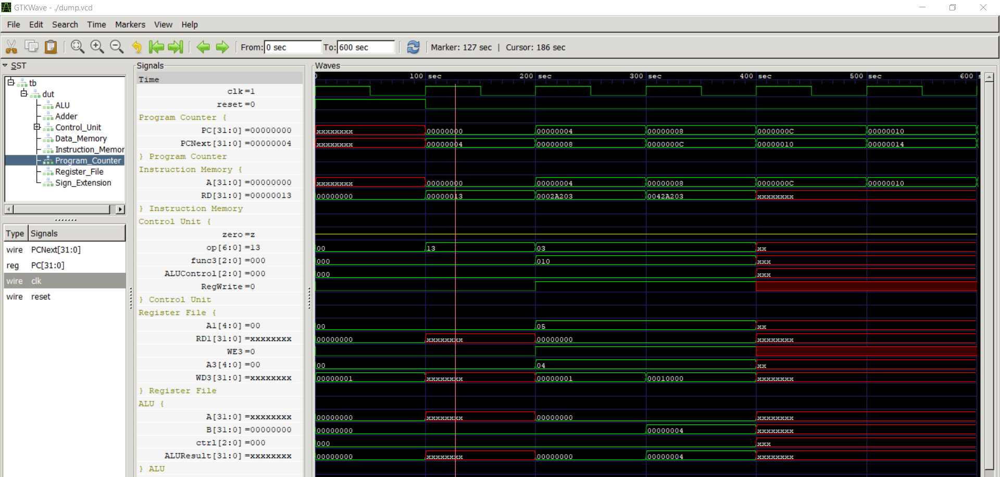 GTKWave - ./dump.vcd
File Edit Search Time Markers View Help
From: 0 sec To: 600 sec Marker: 127 sec | Cursor: 186 sec
SST
tb
dut
ALU
Adder
Control_Unit
Data_Memory
Instruction_Memor
Program_Counter
Register_File
Sign_Extension
Type Signals
wire PCNext[31:0]
reg PC[31:0]
wire clk
wire reset
Signals
Time
clk =1
reset =0
Program Counter {
PC[31:0] =00000000
PCNext[31:0] =00000004
} Program Counter
Instruction Memory {
A[31:0] =00000000
RD[31:0] =00000013
} Instruction Memory
Control Unit {
zero =z
op[6:0] =13
func3[2:0] =000
ALUControl[2:0] =000
RegWrite =0
} Control Unit
Register File {
A1[4:0] =00
RD1[31:0] =xxxxxxxx
WE3 =0
A3[4:0] =00
WD3[31:0] =xxxxxxxx
} Register File
ALU {
A[31:0] =xxxxxxxx
B[31:0] =00000000
ctrl[2:0] =000
ALUResult[31:0] =xxxxxxxx
} ALU
Waves
0 100 sec 200 sec 300 sec 400 sec 500 sec 600 s
xxxxxxxx 00000000 00000004 00000008 0000000C 00000010
xxxxxxxx 00000004 00000008 0000000C 00000010 00000014
xxxxxxxx 00000000 00000004 00000008 0000000C 00000010
00000000 00000013 0002A203 0042A203 xxxxxxxx
00 13 03 xx
000 010 xxx
000 xxx
00 05 xx
00000000 xxxxxxxx 00000000 xxxxxxxx
00 04 xx
00000001 xxxxxxxx 00000001 00010000 xxxxxxxx
00000000 xxxxxxxx 00000000 xxxxxxxx
00000000 00000004 xxxxxxxx
000 xxx
00000000 xxxxxxxx 00000000 00000004 xxxxxxxx